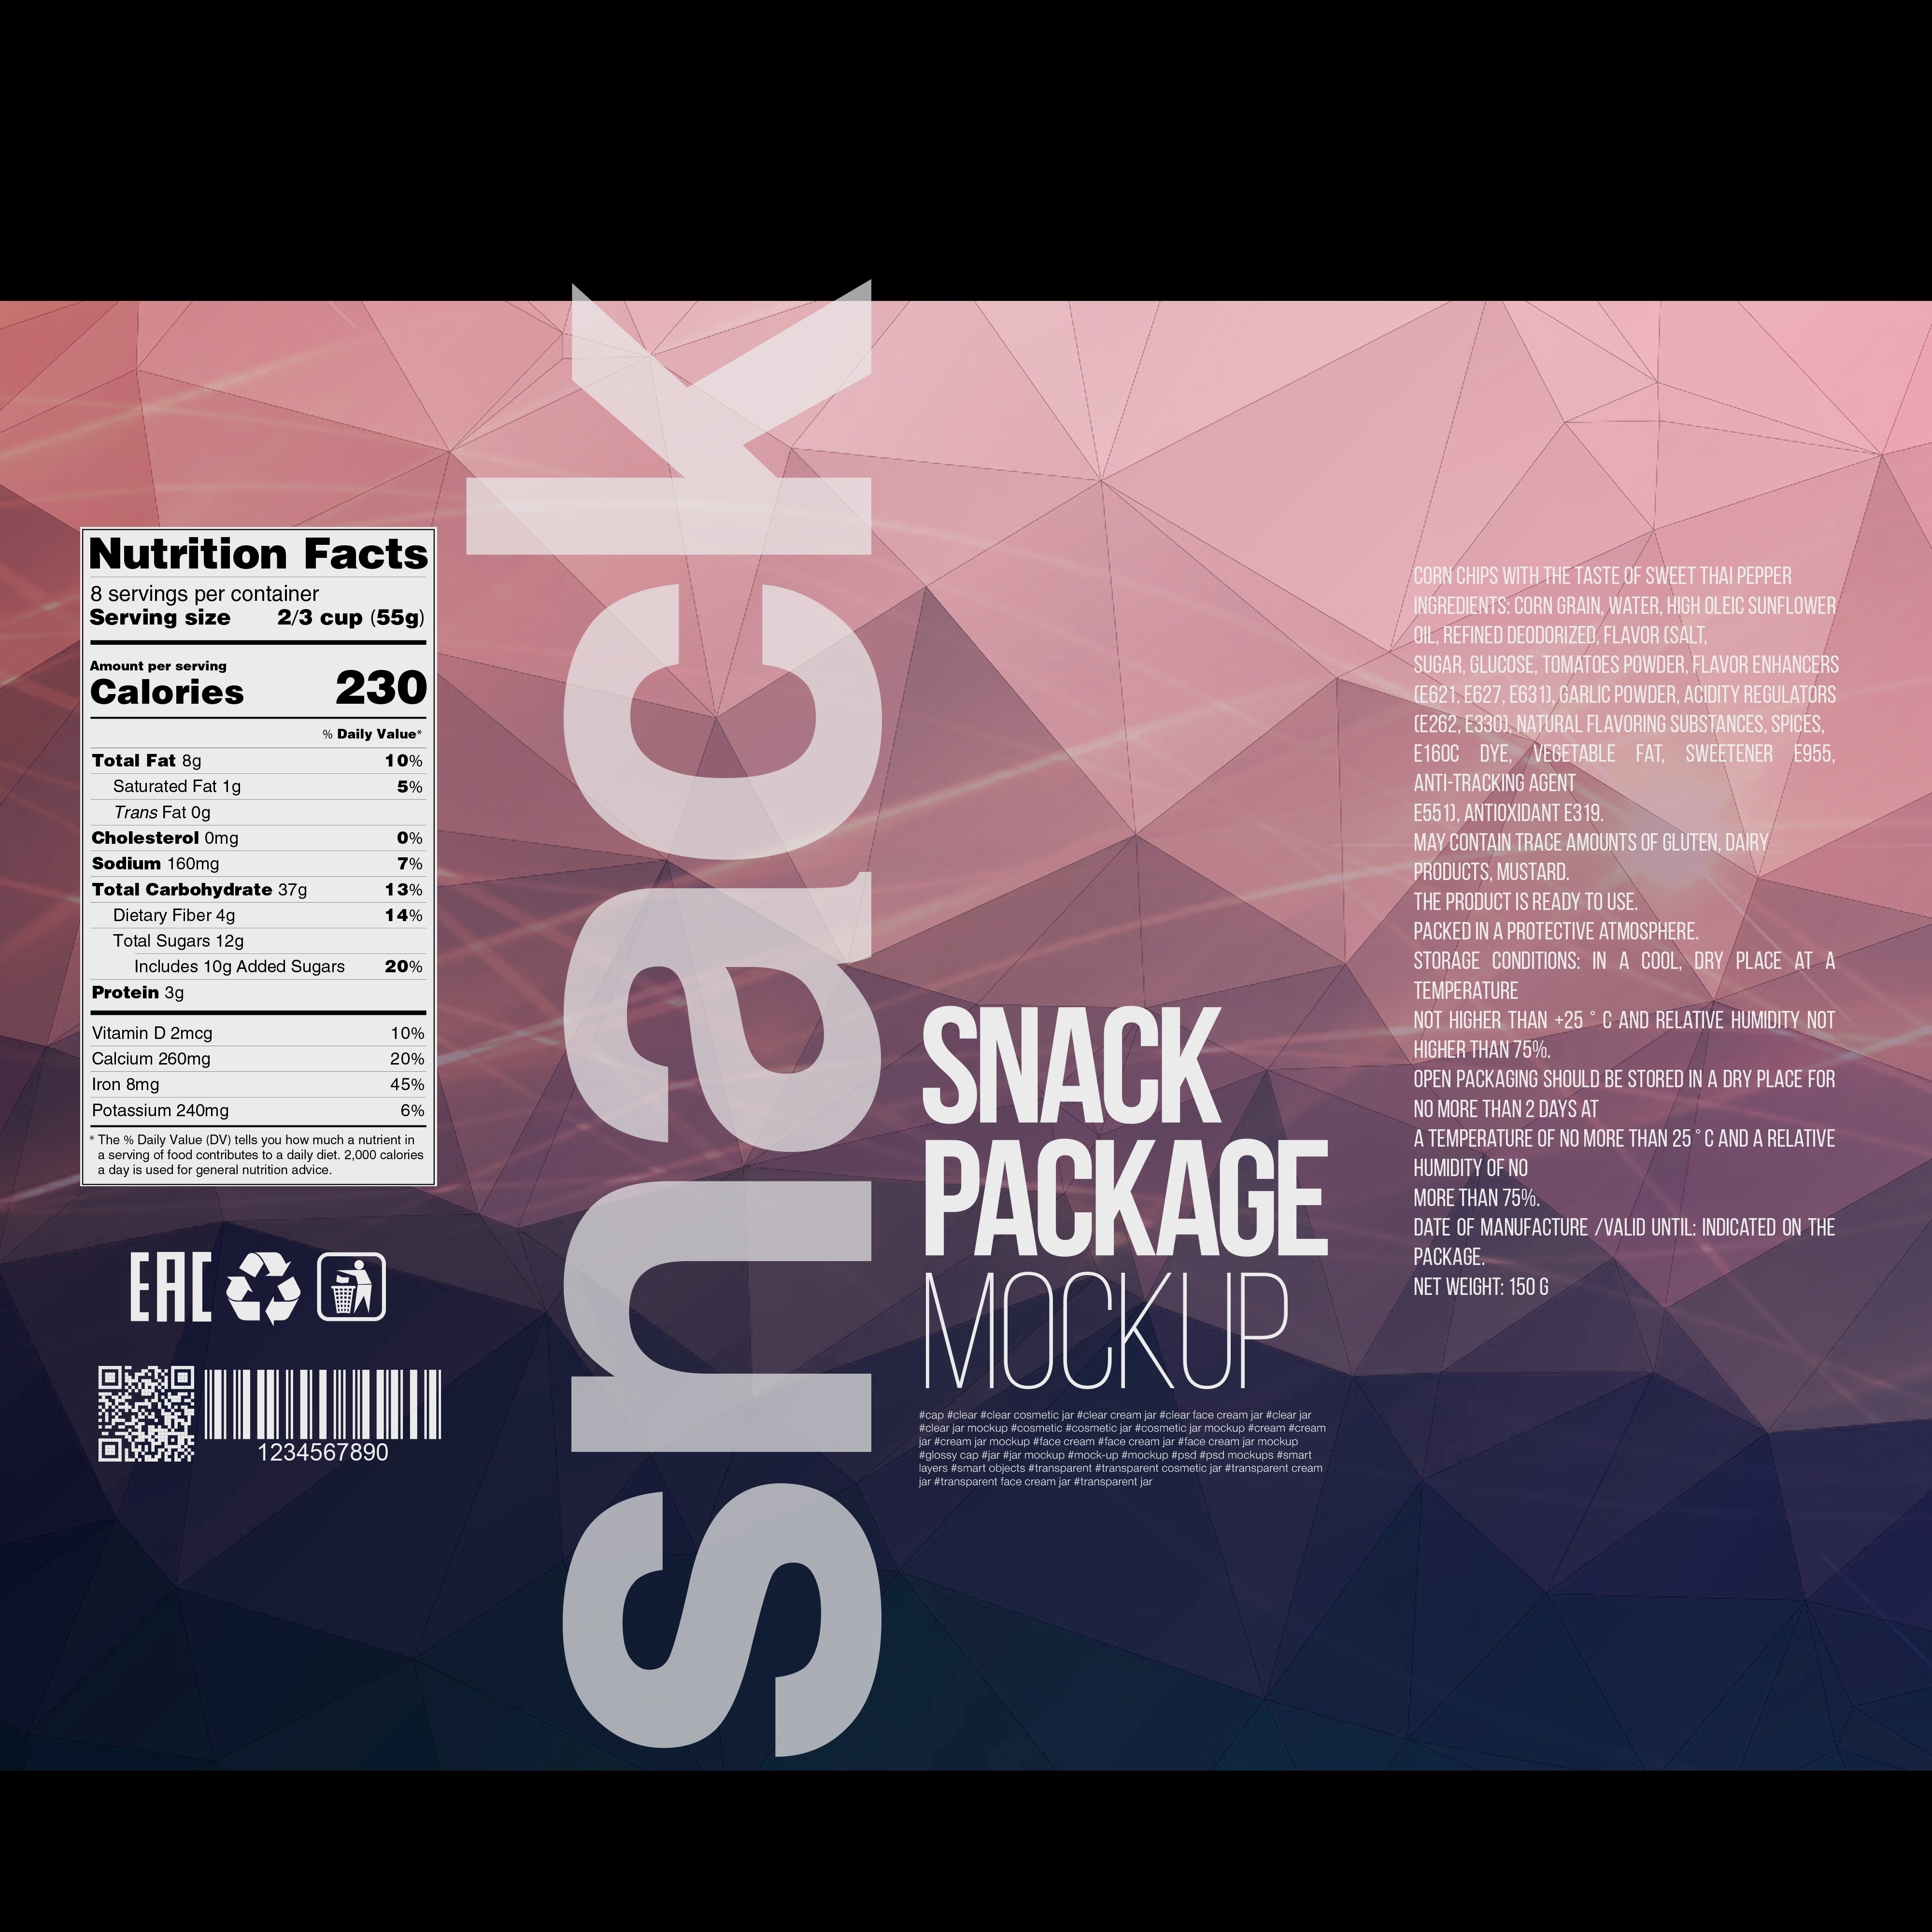 Nutrition Facts
8 servings per container
Serving size 2/3 cup (55g)
Amount per serving
Calories 230
% Daily Value*
Total Fat 8g 10%
Saturated Fat 1g 5%
Trans Fat 0g
Cholesterol 0mg 0%
Sodium 160mg 7%
Total Carbohydrate 37g 13%
Dietary Fiber 4g 14%
Total Sugars 12g
Includes 10g Added Sugars 20%
Protein 3g
Vitamin D 2mcg 10%
Calcium 260mg 20%
Iron 8mg 45%
Potassium 240mg 6%
* The % Daily Value (DV) tells you how much a nutrient in
a serving of food contributes to a daily diet. 2,000 calories
a day is used for general nutrition advice.
EAC
1234567890
snack
SNACK
PACKAGE
MOCKUP
#cap #clear #clear cosmetic jar #clear cream jar #clear face cream jar #clear jar
#clear jar mockup #cosmetic #cosmetic jar #cosmetic jar mockup #cream #cream
jar #cream jar mockup #face cream #face cream jar #face cream jar mockup
#glossy cap #jar #jar mockup #mock-up #mockup #psd #psd mockups #smart
layers #smart objects #transparent #transparent cosmetic jar #transparent cream
jar #transparent face cream jar #transparent jar
CORN CHIPS WITH THE TASTE OF SWEET THAI PEPPER
INGREDIENTS: CORN GRAIN, WATER, HIGH OLEIC SUNFLOWER
OIL, REFINED DEODORIZED, FLAVOR (SALT,
SUGAR, GLUCOSE, TOMATOES POWDER, FLAVOR ENHANCERS
(E621, E627, E631), GARLIC POWDER, ACIDITY REGULATORS
(E262, E330), NATURAL FLAVORING SUBSTANCES, SPICES,
E160C DYE, VEGETABLE FAT, SWEETENER E955,
ANTI-TRACKING AGENT
E551), ANTIOXIDANT E319.
MAY CONTAIN TRACE AMOUNTS OF GLUTEN, DAIRY
PRODUCTS, MUSTARD.
THE PRODUCT IS READY TO USE.
PACKED IN A PROTECTIVE ATMOSPHERE.
STORAGE CONDITIONS: IN A COOL, DRY PLACE AT A
TEMPERATURE
NOT HIGHER THAN +25 ° C AND RELATIVE HUMIDITY NOT
HIGHER THAN 75%.
OPEN PACKAGING SHOULD BE STORED IN A DRY PLACE FOR
NO MORE THAN 2 DAYS AT
A TEMPERATURE OF NO MORE THAN 25 ° C AND A RELATIVE
HUMIDITY OF NO
MORE THAN 75%.
DATE OF MANUFACTURE /VALID UNTIL: INDICATED ON THE
PACKAGE.
NET WEIGHT: 150 G